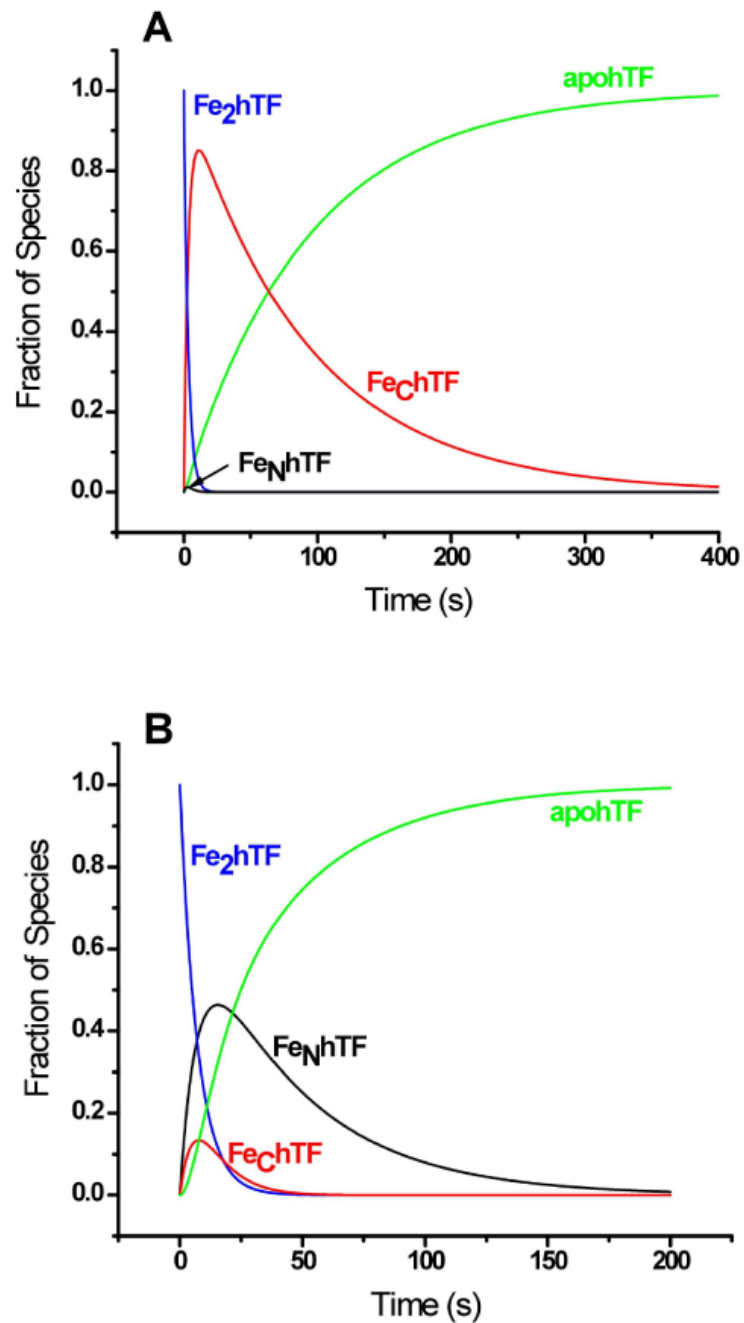 A
1.0
0.8
0.6
0.4
0.2
0.0
Fraction of Species
Fe2hTF
apohTF
FeChTF
FeNhTF
0
100
200
300
400
Time (s)
B
1.0
0.8
0.6
0.4
0.2
0.0
Fraction of Species
Fe2hTF
apohTF
FeNhTF
FeChTF
0
50
100
150
200
Time (s)